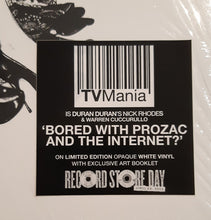 TVMania
IS DURAN DURAN'S NICK RHODES
& WARREN CUCCURULLO
'BORED WITH PROZAC
AND THE INTERNET?'
ON LIMITED EDITION OPAQUE WHITE VINYL
WITH EXCLUSIVE ART BOOKLET
RECORD STORE DAY